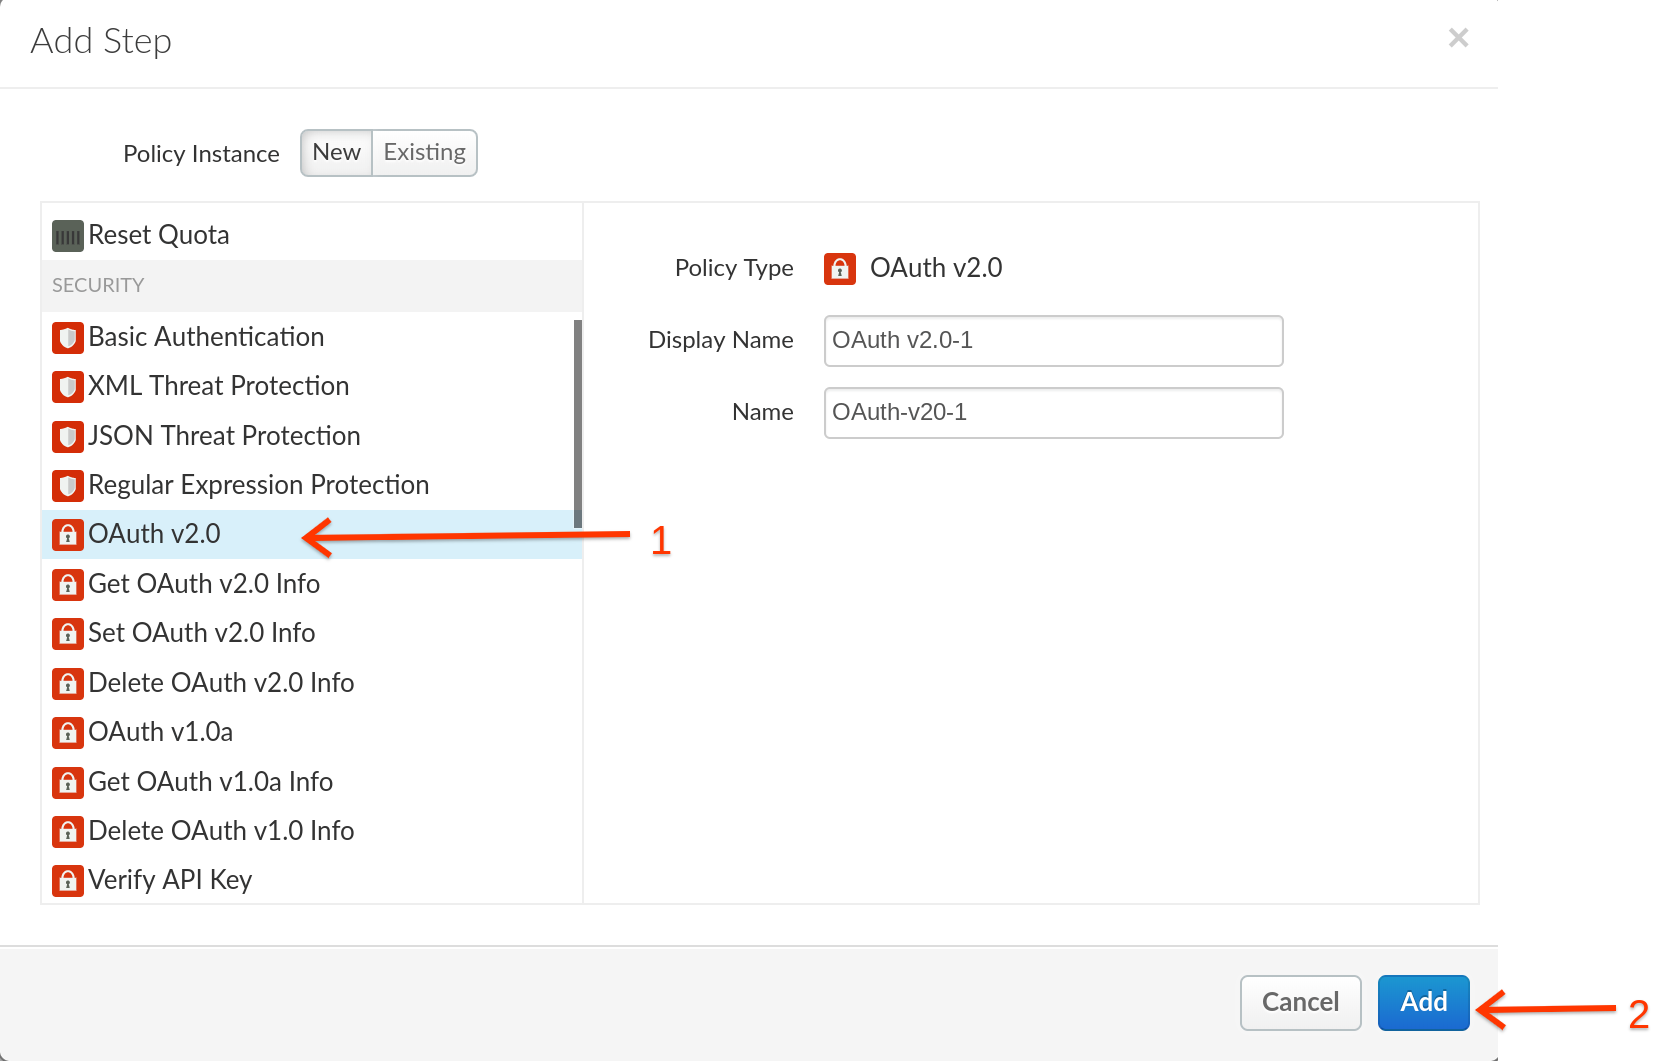 Add Step
×
Policy Instance New Existing
Reset Quota
SECURITY
Basic Authentication
XML Threat Protection
JSON Threat Protection
Regular Expression Protection
OAuth v2.0
1
Get OAuth v2.0 Info
Set OAuth v2.0 Info
Delete OAuth v2.0 Info
OAuth v1.0a
Get OAuth v1.0a Info
Delete OAuth v1.0 Info
Verify API Key
Policy Type OAuth v2.0
Display Name OAuth v2.0-1
Name OAuth-v20-1
Cancel Add
2